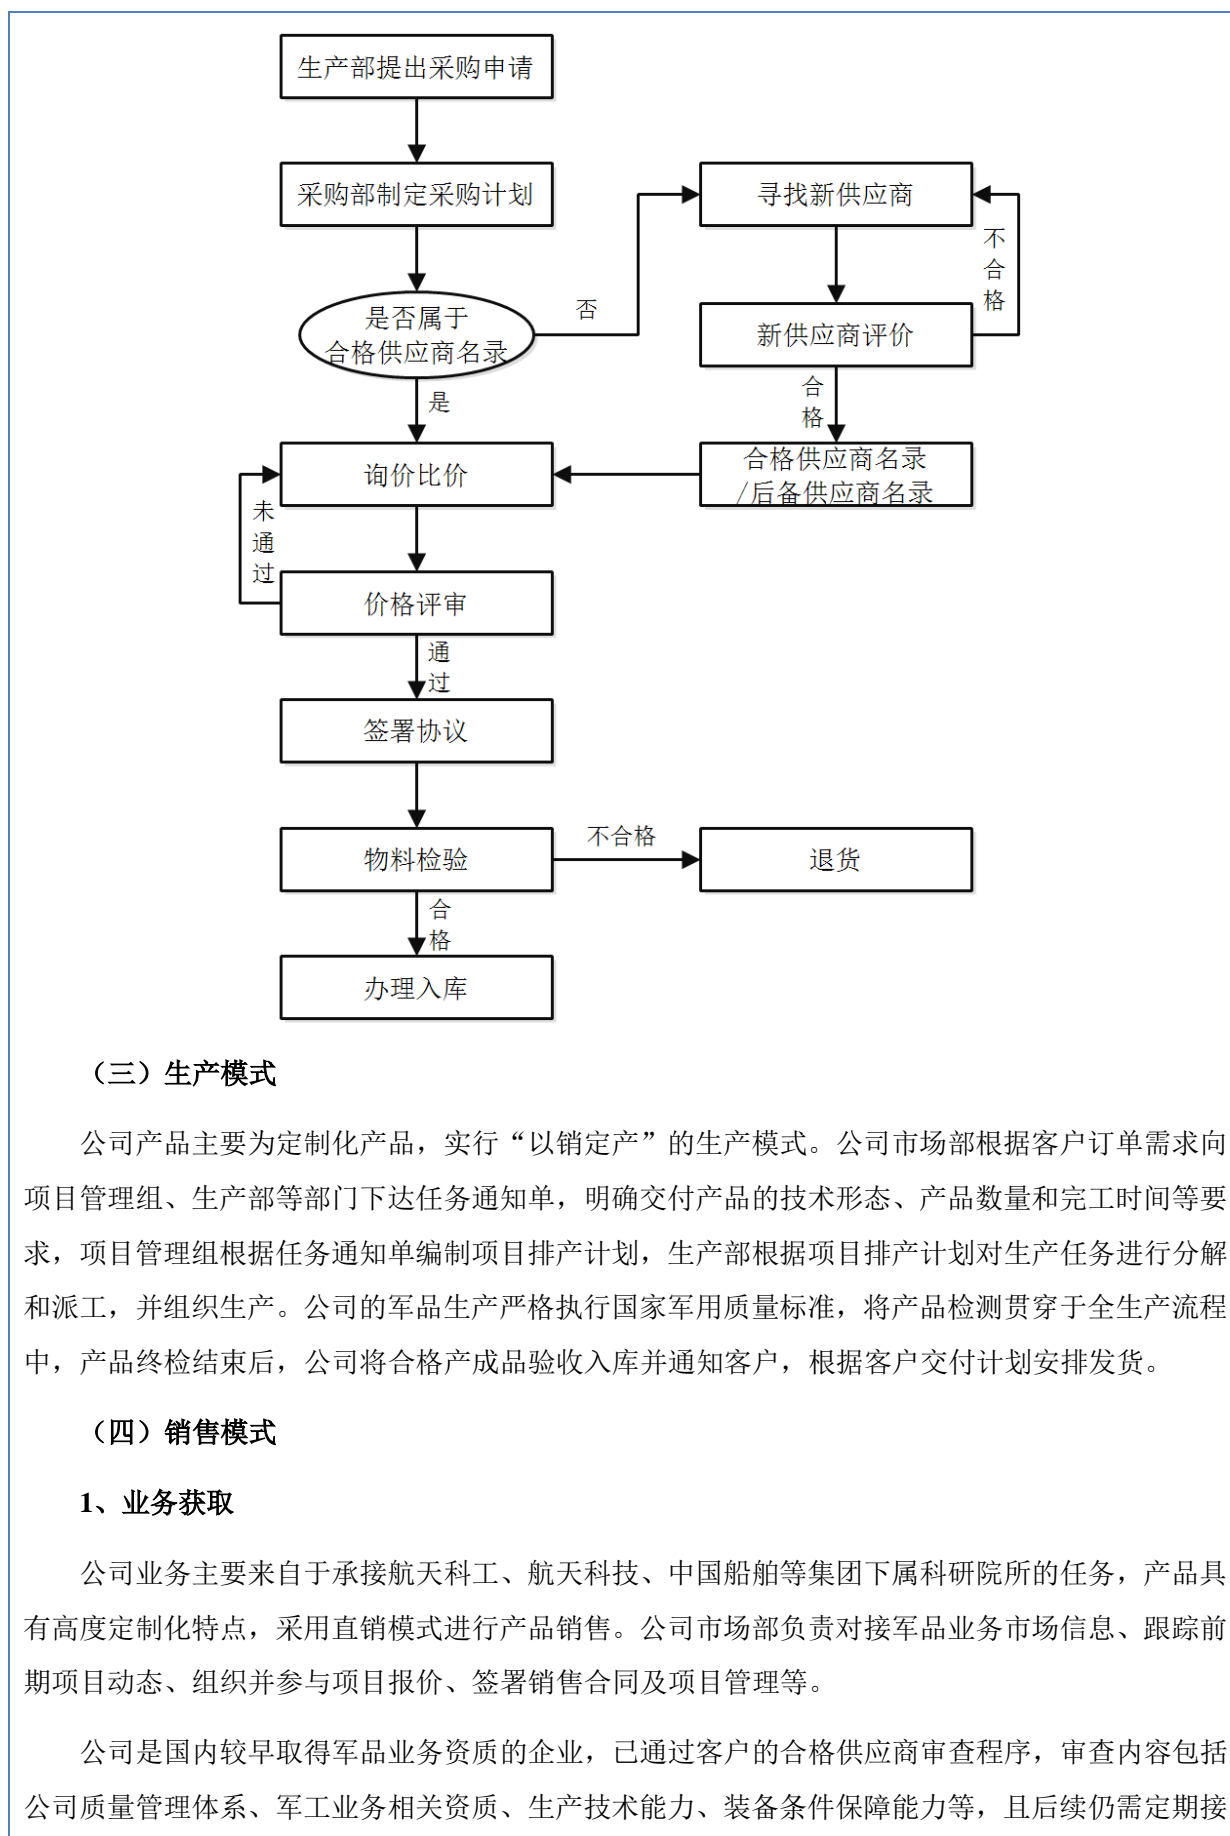 生产部提出采购申请
采购部制定采购计划
寻找新供应商
不合格
是否属于
合格供应商名录
否
新供应商评价
是
合格
询价比价
合格供应商名录
/后备供应商名录
未通过
价格评审
通过
签署协议
物料检验
不合格
退货
合格
办理入库
（三）生产模式
公司产品主要为定制化产品，实行“以销定产”的生产模式。公司市场部根据客户订单需求向
项目管理组、生产部等部门下达任务通知单，明确交付产品的技术形态、产品数量和完工时间等要
求，项目管理组根据任务通知单编制项目排产计划，生产部根据项目排产计划对生产任务进行分解
和派工，并组织生产。公司的军品生产严格执行国家军用质量标准，将产品检测贯穿于全生产流程
中，产品终检结束后，公司将合格产成品验收入库并通知客户，根据客户交付计划安排发货。
（四）销售模式
1、业务获取
公司业务主要来自于承接航天科工、航天科技、中国船舶等集团下属科研院所的任务，产品具
有高度定制化特点，采用直销模式进行产品销售。公司市场部负责对接军品业务市场信息、跟踪前
期项目动态、组织并参与项目报价、签署销售合同及项目管理等。
公司是国内较早取得军品业务资质的企业，已通过客户的合格供应商审查程序，审查内容包括
公司质量管理体系、军工业务相关资质、生产技术能力、装备条件保障能力等，且后续仍需定期接